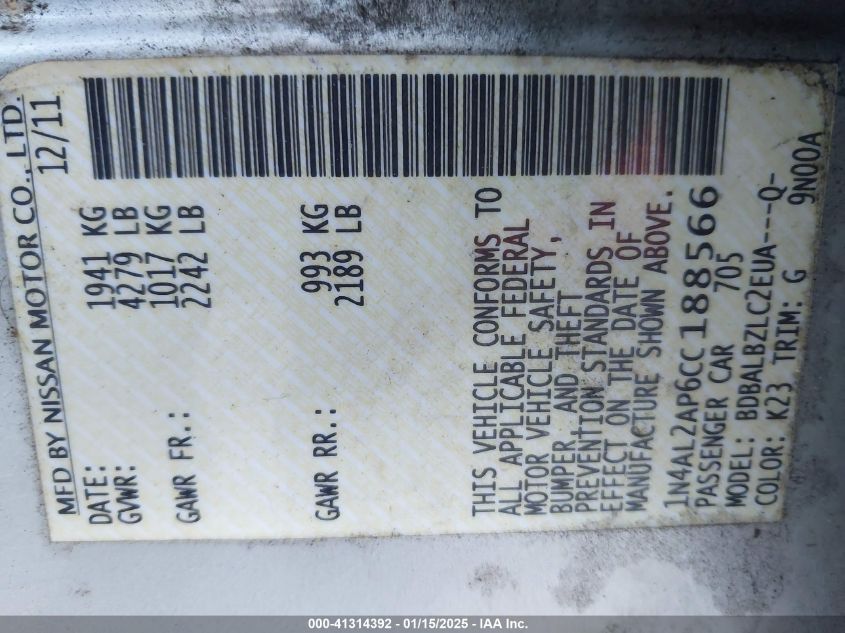 MFD BY NISSAN MOTOR CO., LTD.
DATE: 12/11
GVWR: 1941 KG
4279 LB
GAWR FR.: 1017 KG
2242 LB
GAWR RR.: 993 KG
2189 LB
THIS VEHICLE CONFORMS TO
ALL APPLICABLE FEDERAL
MOTOR VEHICLE SAFETY,
BUMPER AND THEFT
PREVENTION STANDARDS IN
EFFECT ON THE DATE OF
MANUFACTURE SHOWN ABOVE.
1N4AL2AP6CC188566
PASSENGER CAR 705
MODEL: BDBALBZLC2EUA----Q-
COLOR: K23 TRIM: G 9N00A
000-41314392 - 01/15/2025 - IAA Inc.